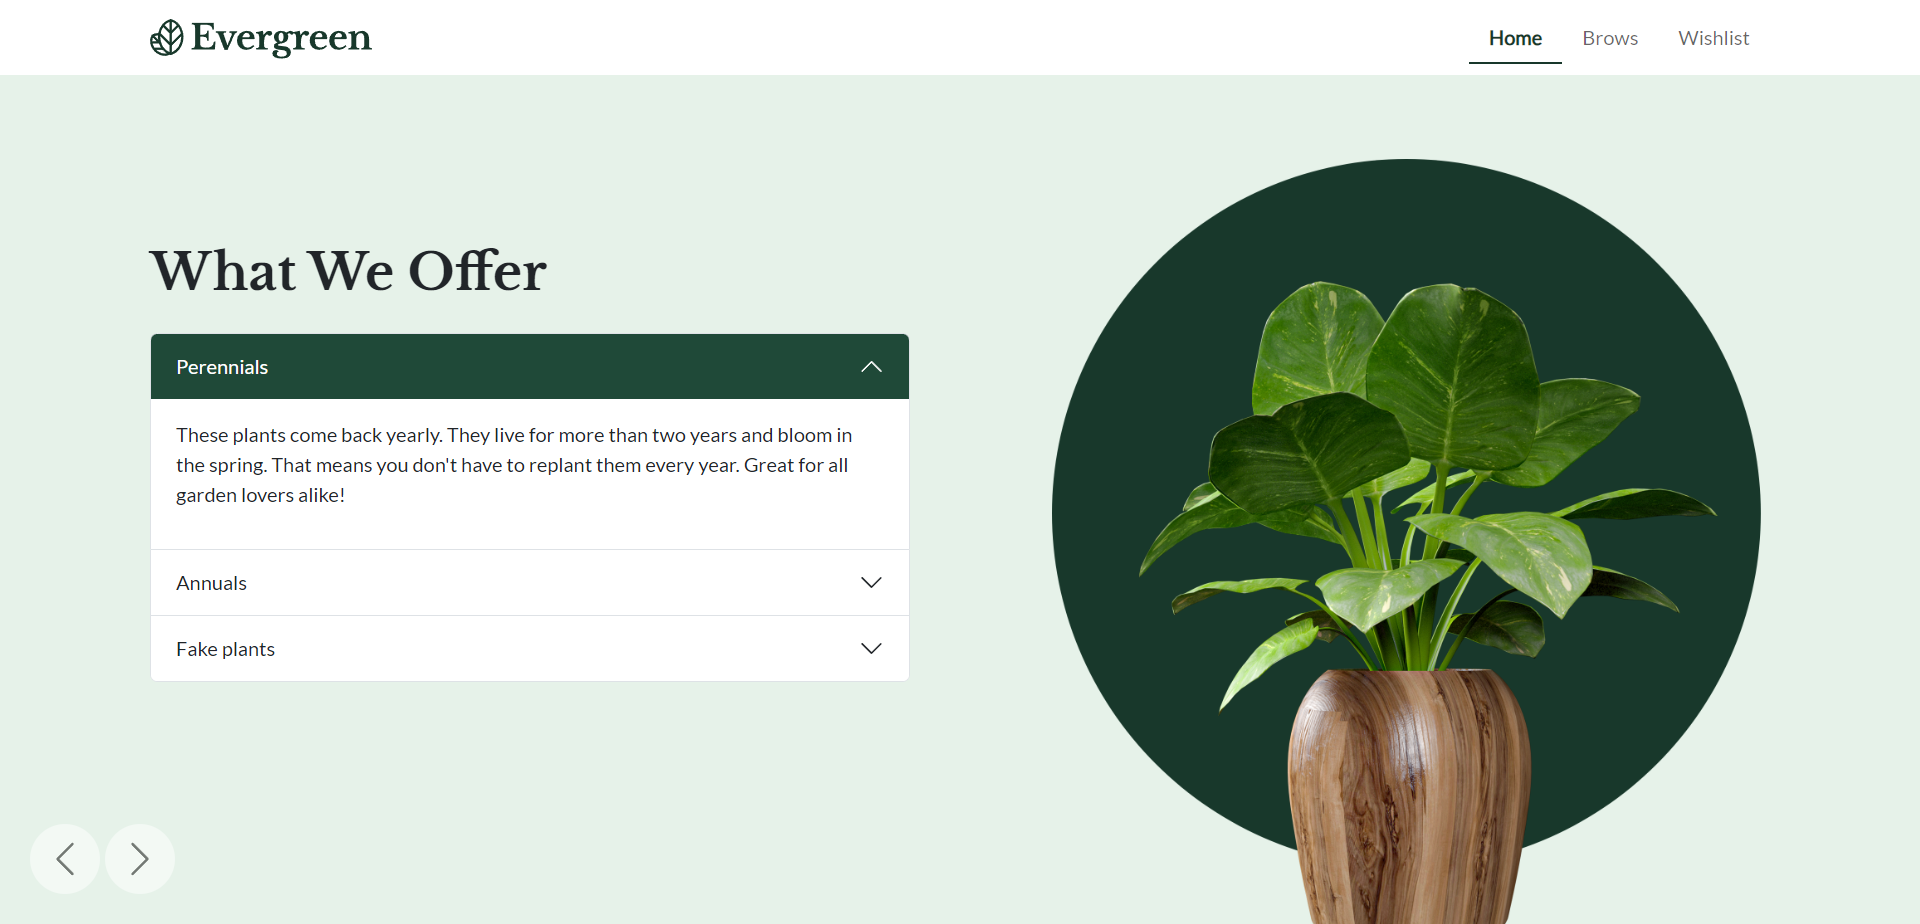 Evergreen
Home
Brows
Wishlist
What We Offer
Perennials
These plants come back yearly. They live for more than two years and bloom in
the spring. That means you don't have to replant them every year. Great for all
garden lovers alike!
Annuals
Fake plants